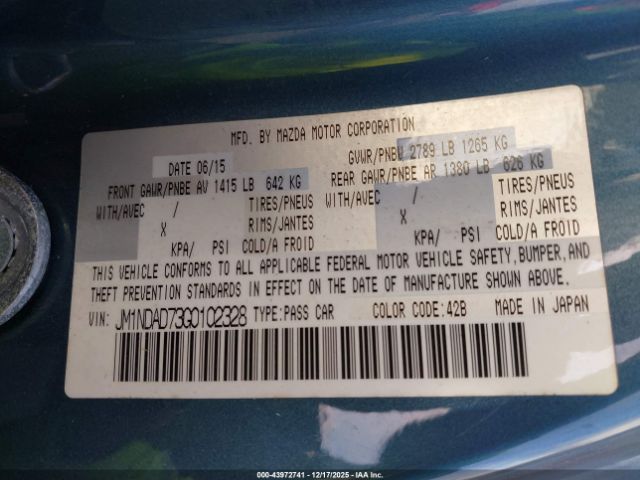 MFD. BY MAZDA MOTOR CORPORATION
DATE 06/15 GVWR/PNBV 2789 LB 1265 KG
FRONT GAWR/PNBE AV 1415 LB 642 KG REAR GAWR/PNBE AR 1380 LB 626 KG
WITH/AVEC / TIRES/PNEUS WITH/AVEC / TIRES/PNEUS
X RIMS/JANTES X RIMS/JANTES
KPA/ PSI COLD/A FROID KPA/ PSI COLD/A FROID
THIS VEHICLE CONFORMS TO ALL APPLICABLE FEDERAL MOTOR VEHICLE SAFETY, BUMPER, AND
THEFT PREVENTION STANDARDS IN EFFECT ON THE DATE OF MANUFACTURE SHOWN ABOVE.
VIN: JM1NDAD73G0102328 TYPE:PASS CAR COLOR CODE:42B MADE IN JAPAN
000-43972741 - 12/17/2025 - IAA Inc.